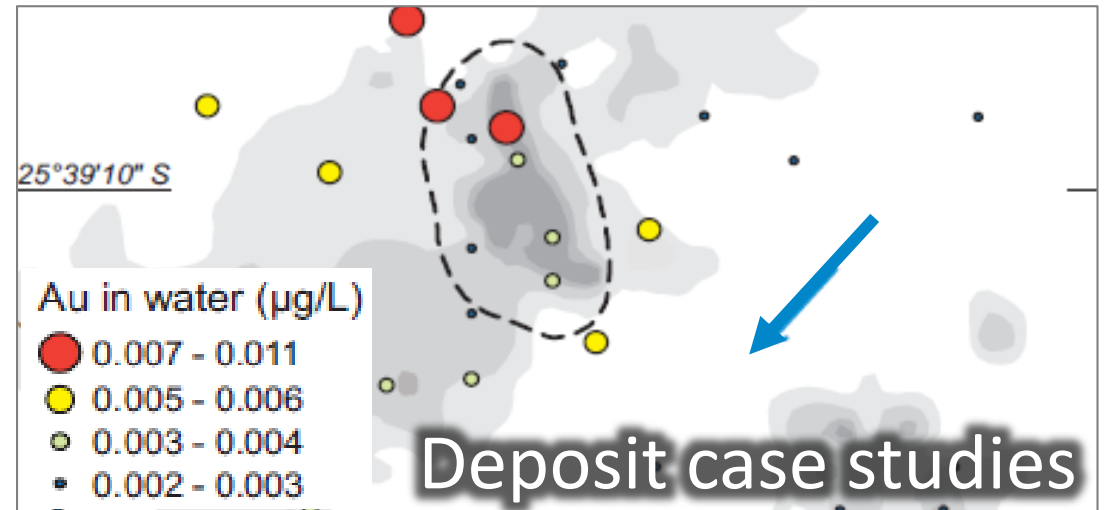 25°39'10" S
Au in water (µg/L)
0.007 - 0.011
0.005 - 0.006
0.003 - 0.004
0.002 - 0.003
Deposit case studies